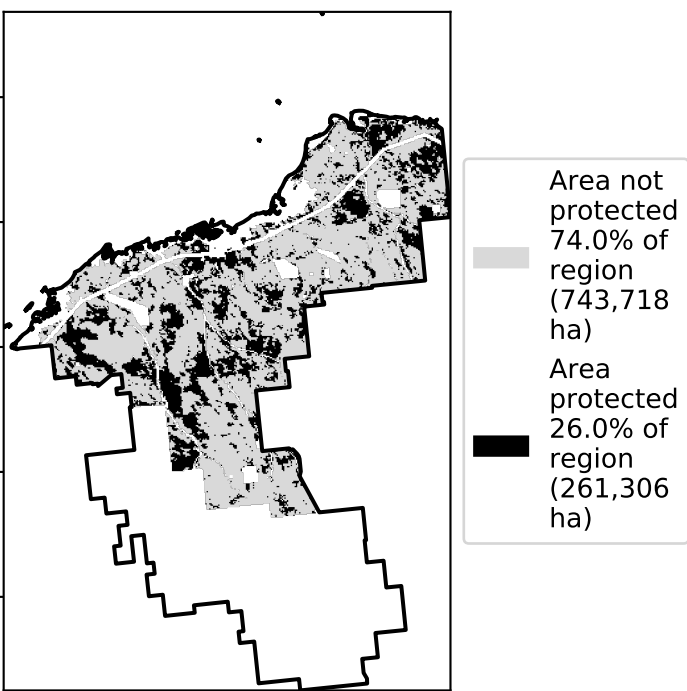 Area not
protected
74.0% of
region
(743,718
ha)
Area
protected
26.0% of
region
(261,306
ha)